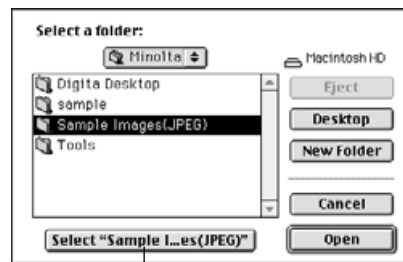 Select a folder:
Minolta
Macintosh HD
Digita Desktop
sample
Sample Images(JPEG)
Tools
Eject
Desktop
New Folder
Cancel
Select “Sample I...es(JPEG)”
Open